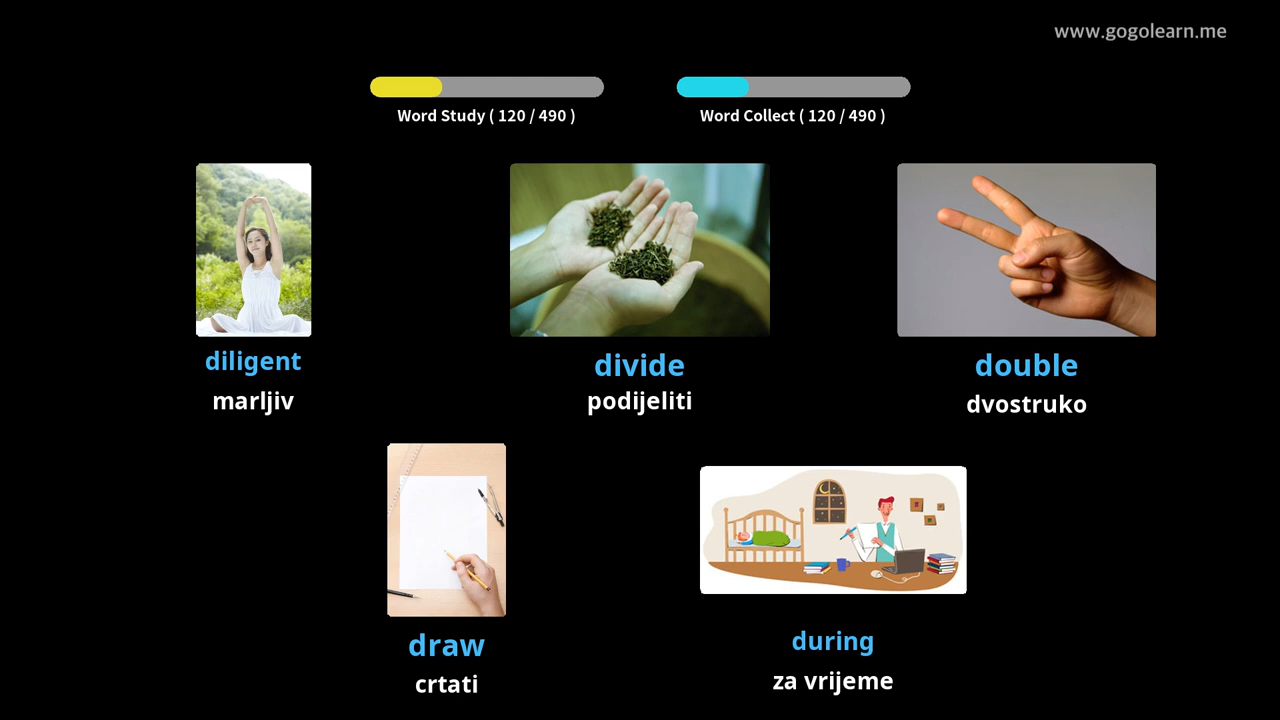 www.gogolearn.me
Word Study ( 120 / 490 )
Word Collect ( 120 / 490 )
diligent
marljiv
divide
podijeliti
double
dvostruko
draw
crtati
during
za vrijeme